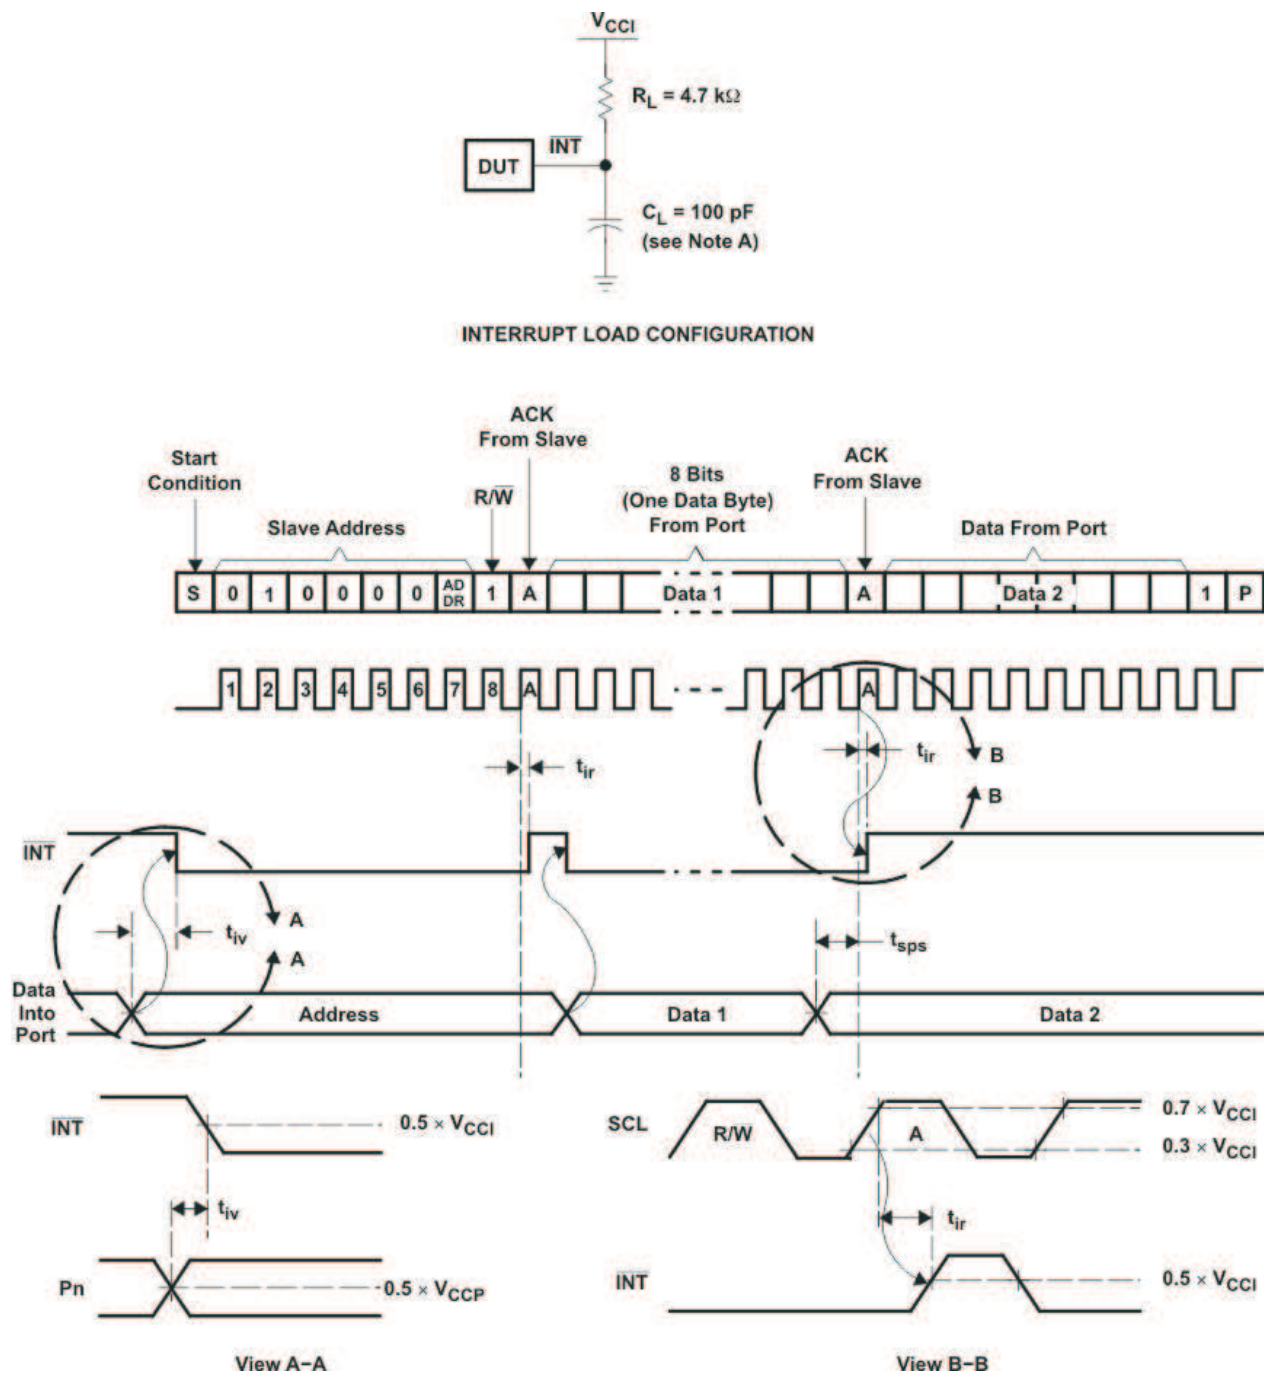 VCCI
RL = 4.7 kΩ
INT
DUT
CL = 100 pF
(see Note A)
INTERRUPT LOAD CONFIGURATION
ACK
From Slave
Start
Condition
R/W
8 Bits
(One Data Byte)
From Port
ACK
From Slave
Slave Address
Data From Port
S 0 1 0 0 0 0 AD DR 1 A Data 1 A Data 2 1 P
1 2 3 4 5 6 7 8 A A
tir
tir
B
B
INT
tiv
A
A
tsps
Data
Into
Port
Address
Data 1
Data 2
INT
0.5 × VCCI
tiv
Pn
0.5 × VCCP
View A–A
SCL
R/W
A
0.7 × VCCI
0.3 × VCCI
tir
INT
0.5 × VCCI
View B–B